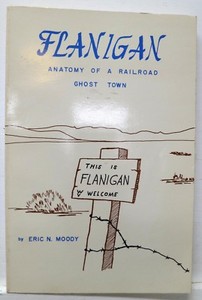 FLANIGAN
ANATOMY OF A RAILROAD
GHOST TOWN
THIS IS
FLANIGAN
WELCOME
by ERIC N. MOODY